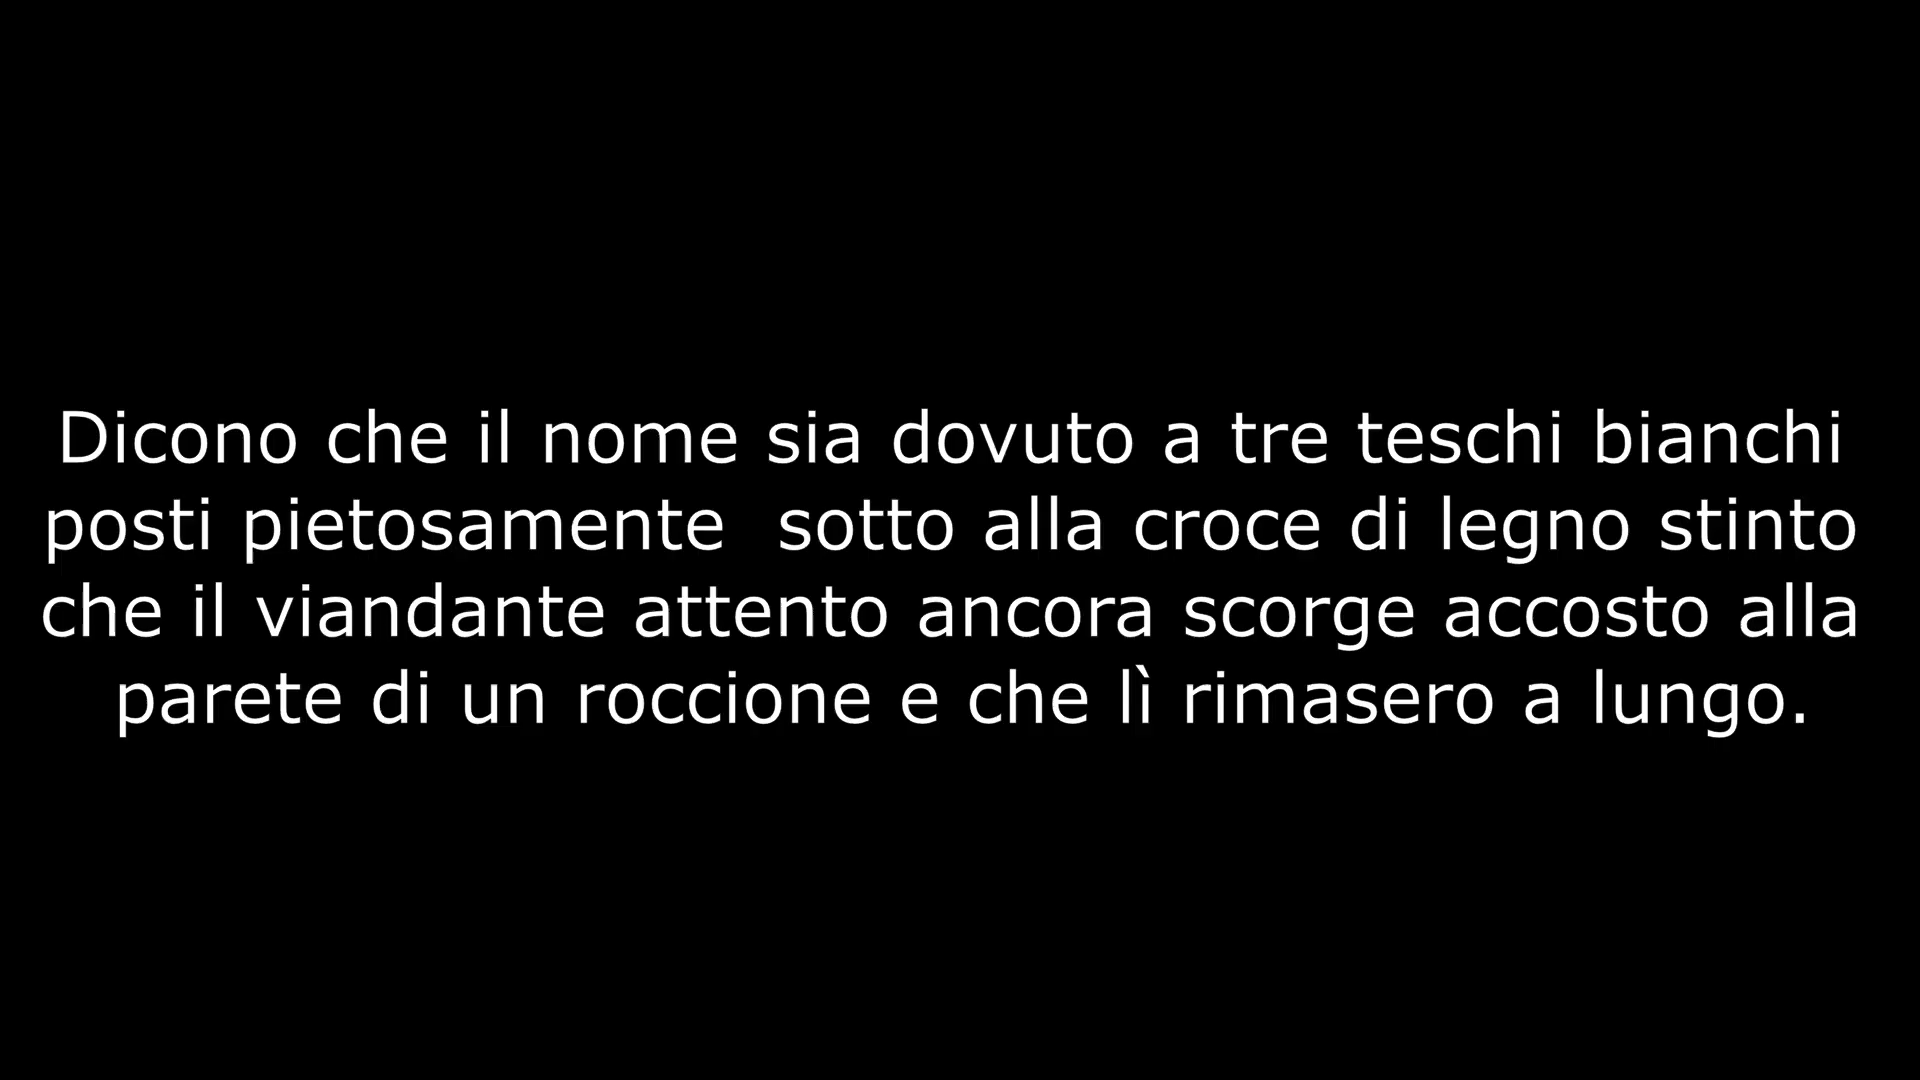 Dicono che il nome sia dovuto a tre teschi bianchi
posti pietosamente  sotto alla croce di legno stinto
che il viandante attento ancora scorge accosto alla
parete di un roccione e che lì rimasero a lungo.